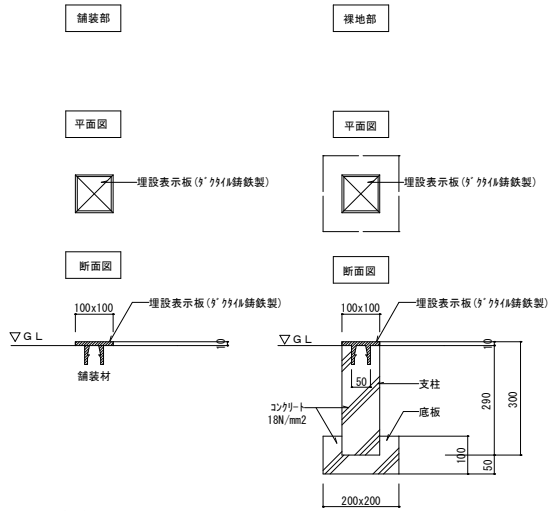 舗装部
裸地部
平面図
平面図
埋設表示板(ダクタイル鋳鉄製)
埋設表示板(ダクタイル鋳鉄製)
断面図
断面図
100x100
埋設表示板(ダクタイル鋳鉄製)
100x100
埋設表示板(ダクタイル鋳鉄製)
▽GL
10
▽GL
10
舗装材
50
支柱
290
300
コンクリート
18N/mm2
底板
100
50
200x200